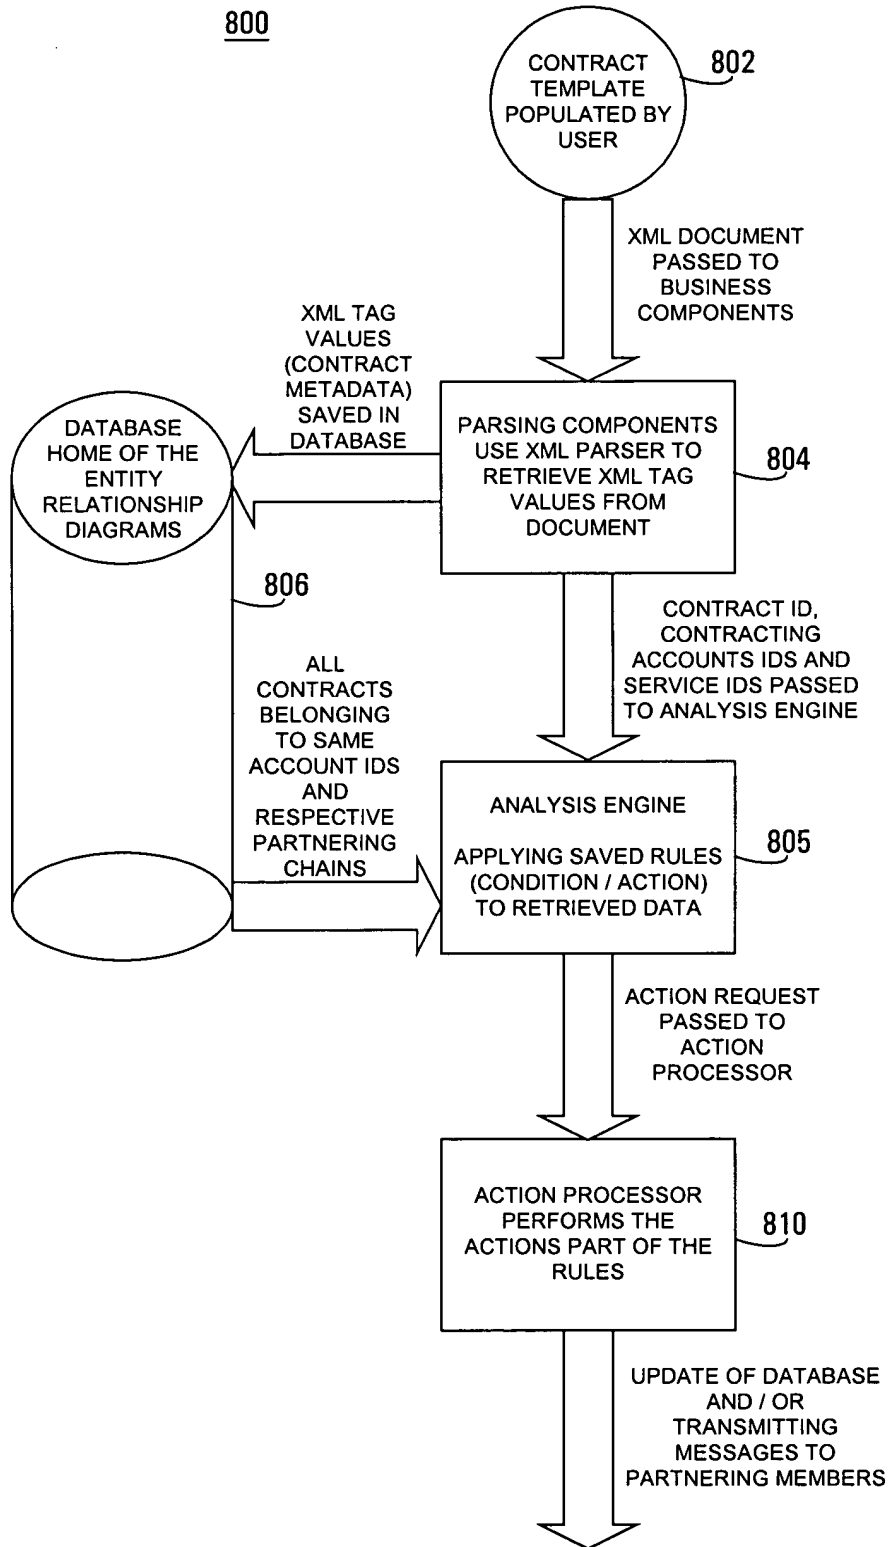 800
802
CONTRACT
TEMPLATE
POPULATED BY
USER
XML DOCUMENT
PASSED TO
BUSINESS
COMPONENTS
XML TAG
VALUES
(CONTRACT
METADATA)
SAVED IN
DATABASE
DATABASE
HOME OF THE
ENTITY
RELATIONSHIP
DIAGRAMS
PARSING COMPONENTS
USE XML PARSER TO
RETRIEVE XML TAG
VALUES FROM
DOCUMENT
804
806
CONTRACT ID,
CONTRACTING
ACCOUNTS IDS AND
SERVICE IDS PASSED
TO ANALYSIS ENGINE
ALL
CONTRACTS
BELONGING
TO SAME
ACCOUNT IDS
AND
RESPECTIVE
PARTNERING
CHAINS
ANALYSIS ENGINE
APPLYING SAVED RULES
(CONDITION / ACTION)
TO RETRIEVED DATA
805
ACTION REQUEST
PASSED TO
ACTION
PROCESSOR
ACTION PROCESSOR
PERFORMS THE
ACTIONS PART OF THE
RULES
810
UPDATE OF DATABASE
AND / OR
TRANSMITTING
MESSAGES TO
PARTNERING MEMBERS